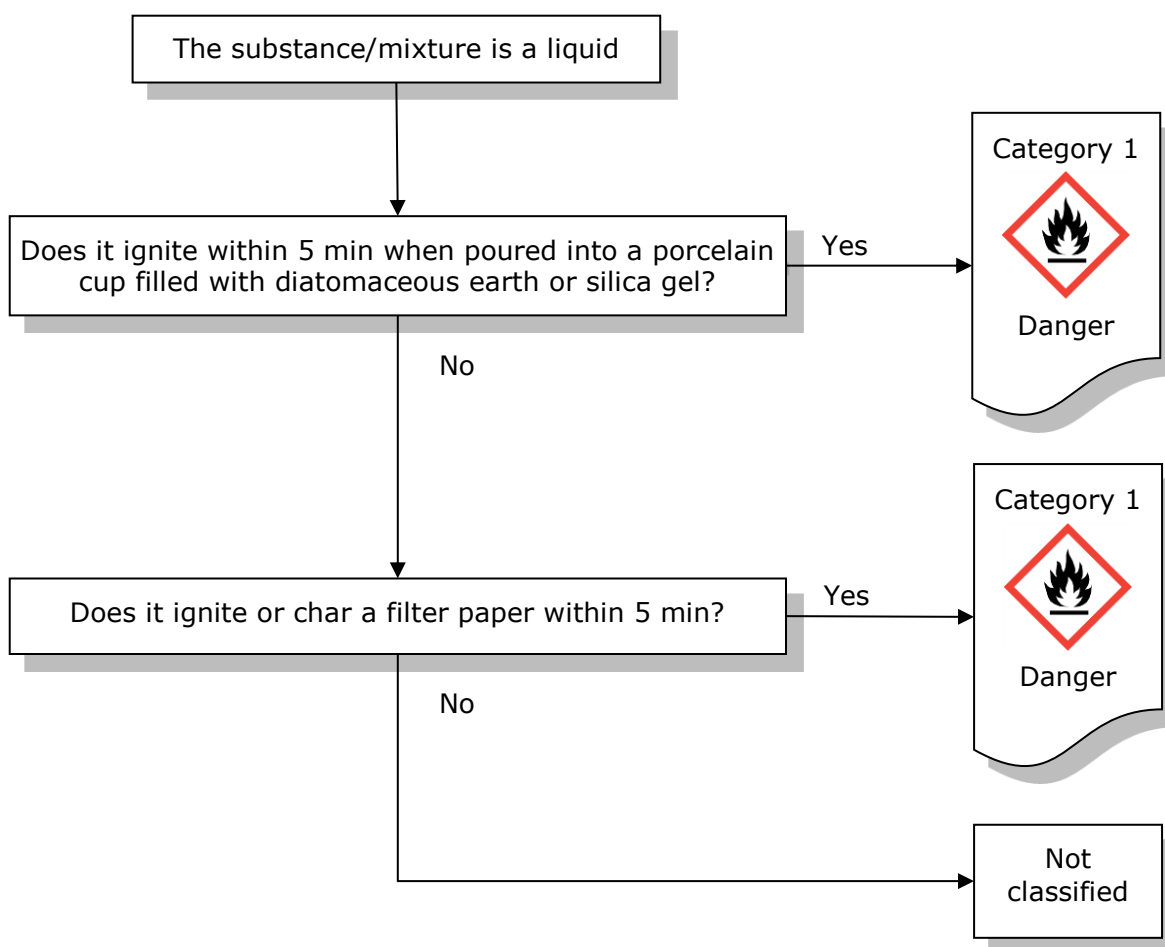 The substance/mixture is a liquid
Category 1
Does it ignite within 5 min when poured into a porcelain
cup filled with diatomaceous earth or silica gel?
Yes
Danger
No
Category 1
Does it ignite or char a filter paper within 5 min?
Yes
Danger
No
Not
classified